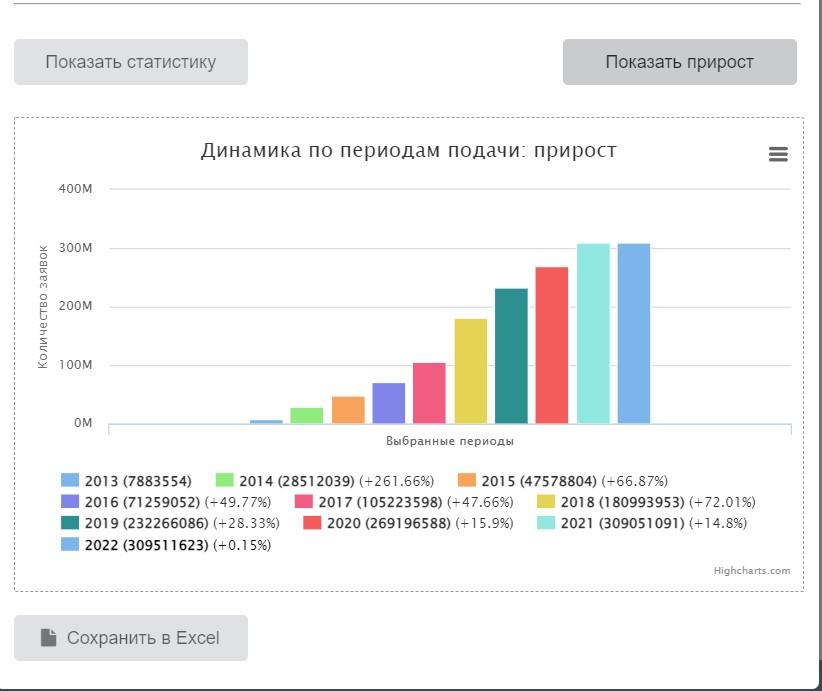 Показать статистику
Показать прирост
Динамика по периодам подачи: прирост
400M
300M
200M
100M
0M
Количество заявок
Выбранные периоды
2013 (7883554) 2014 (28512039) (+261.66%) 2015 (47578804) (+66.87%)
2016 (71259052) (+49.77%) 2017 (105223598) (+47.66%) 2018 (180993953) (+72.01%)
2019 (232266086) (+28.33%) 2020 (269196588) (+15.9%) 2021 (309051091) (+14.8%)
2022 (309511623) (+0.15%)
Highcharts.com
Сохранить в Excel